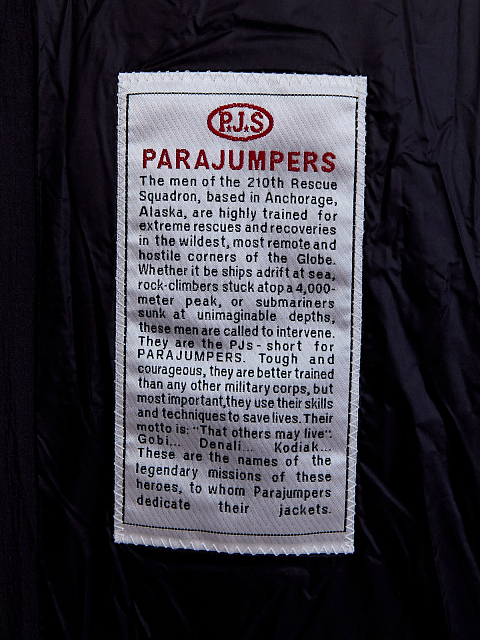 P.J.S
PARAJUMPERS
The men of the 210th Rescue
Squadron, based in Anchorage,
Alaska, are highly trained for
extreme rescues and recoveries
in the wildest, most remote and
hostile corners of the Globe.
Whether it be ships adrift at sea,
rock-climbers stuck atop a 4,000-
meter peak, or submariners
sunk at unimaginable depths,
these men are called to intervene.
They are the PJs - short for
PARAJUMPERS. Tough and
courageous, they are better trained
than any other military corps, but
most important,they use their skills
and techniques to save lives. Their
motto is: "That others may live":
Gobi... Denali... Kodiak...
These are the names of the
legendary missions of these
heroes, to whom Parajumpers
dedicate their jackets.